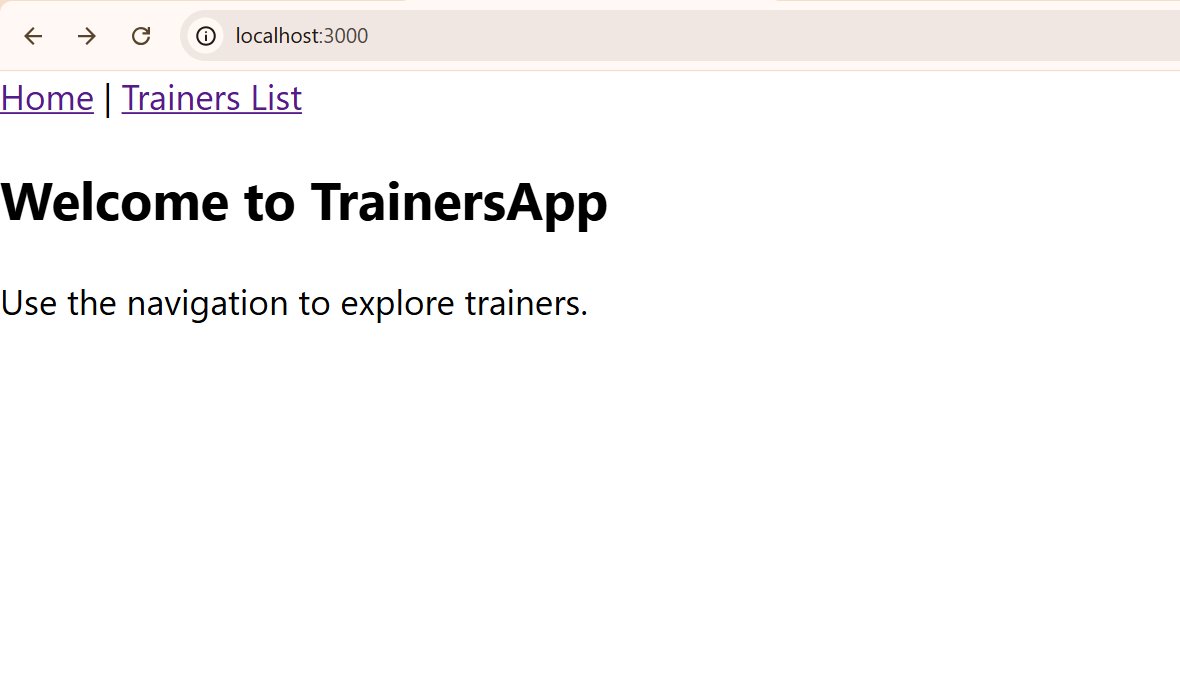 localhost:3000
Home | Trainers List
Welcome to TrainersApp
Use the navigation to explore trainers.